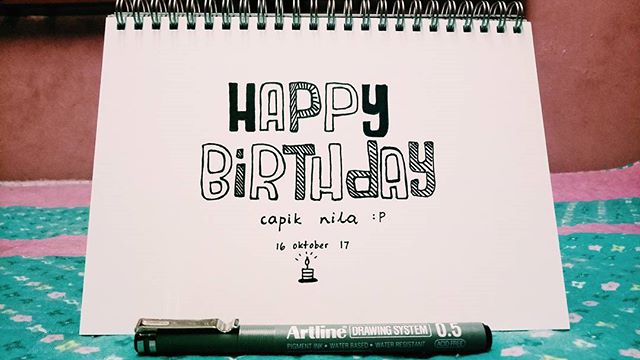 HAPPY
BiRTHdAY
capik nila :P
16 oktober 17
Artline DRAWING SYSTEM 0.5
PIGMENT INK • WATER BASED • WATER RESISTANT ACID FREE